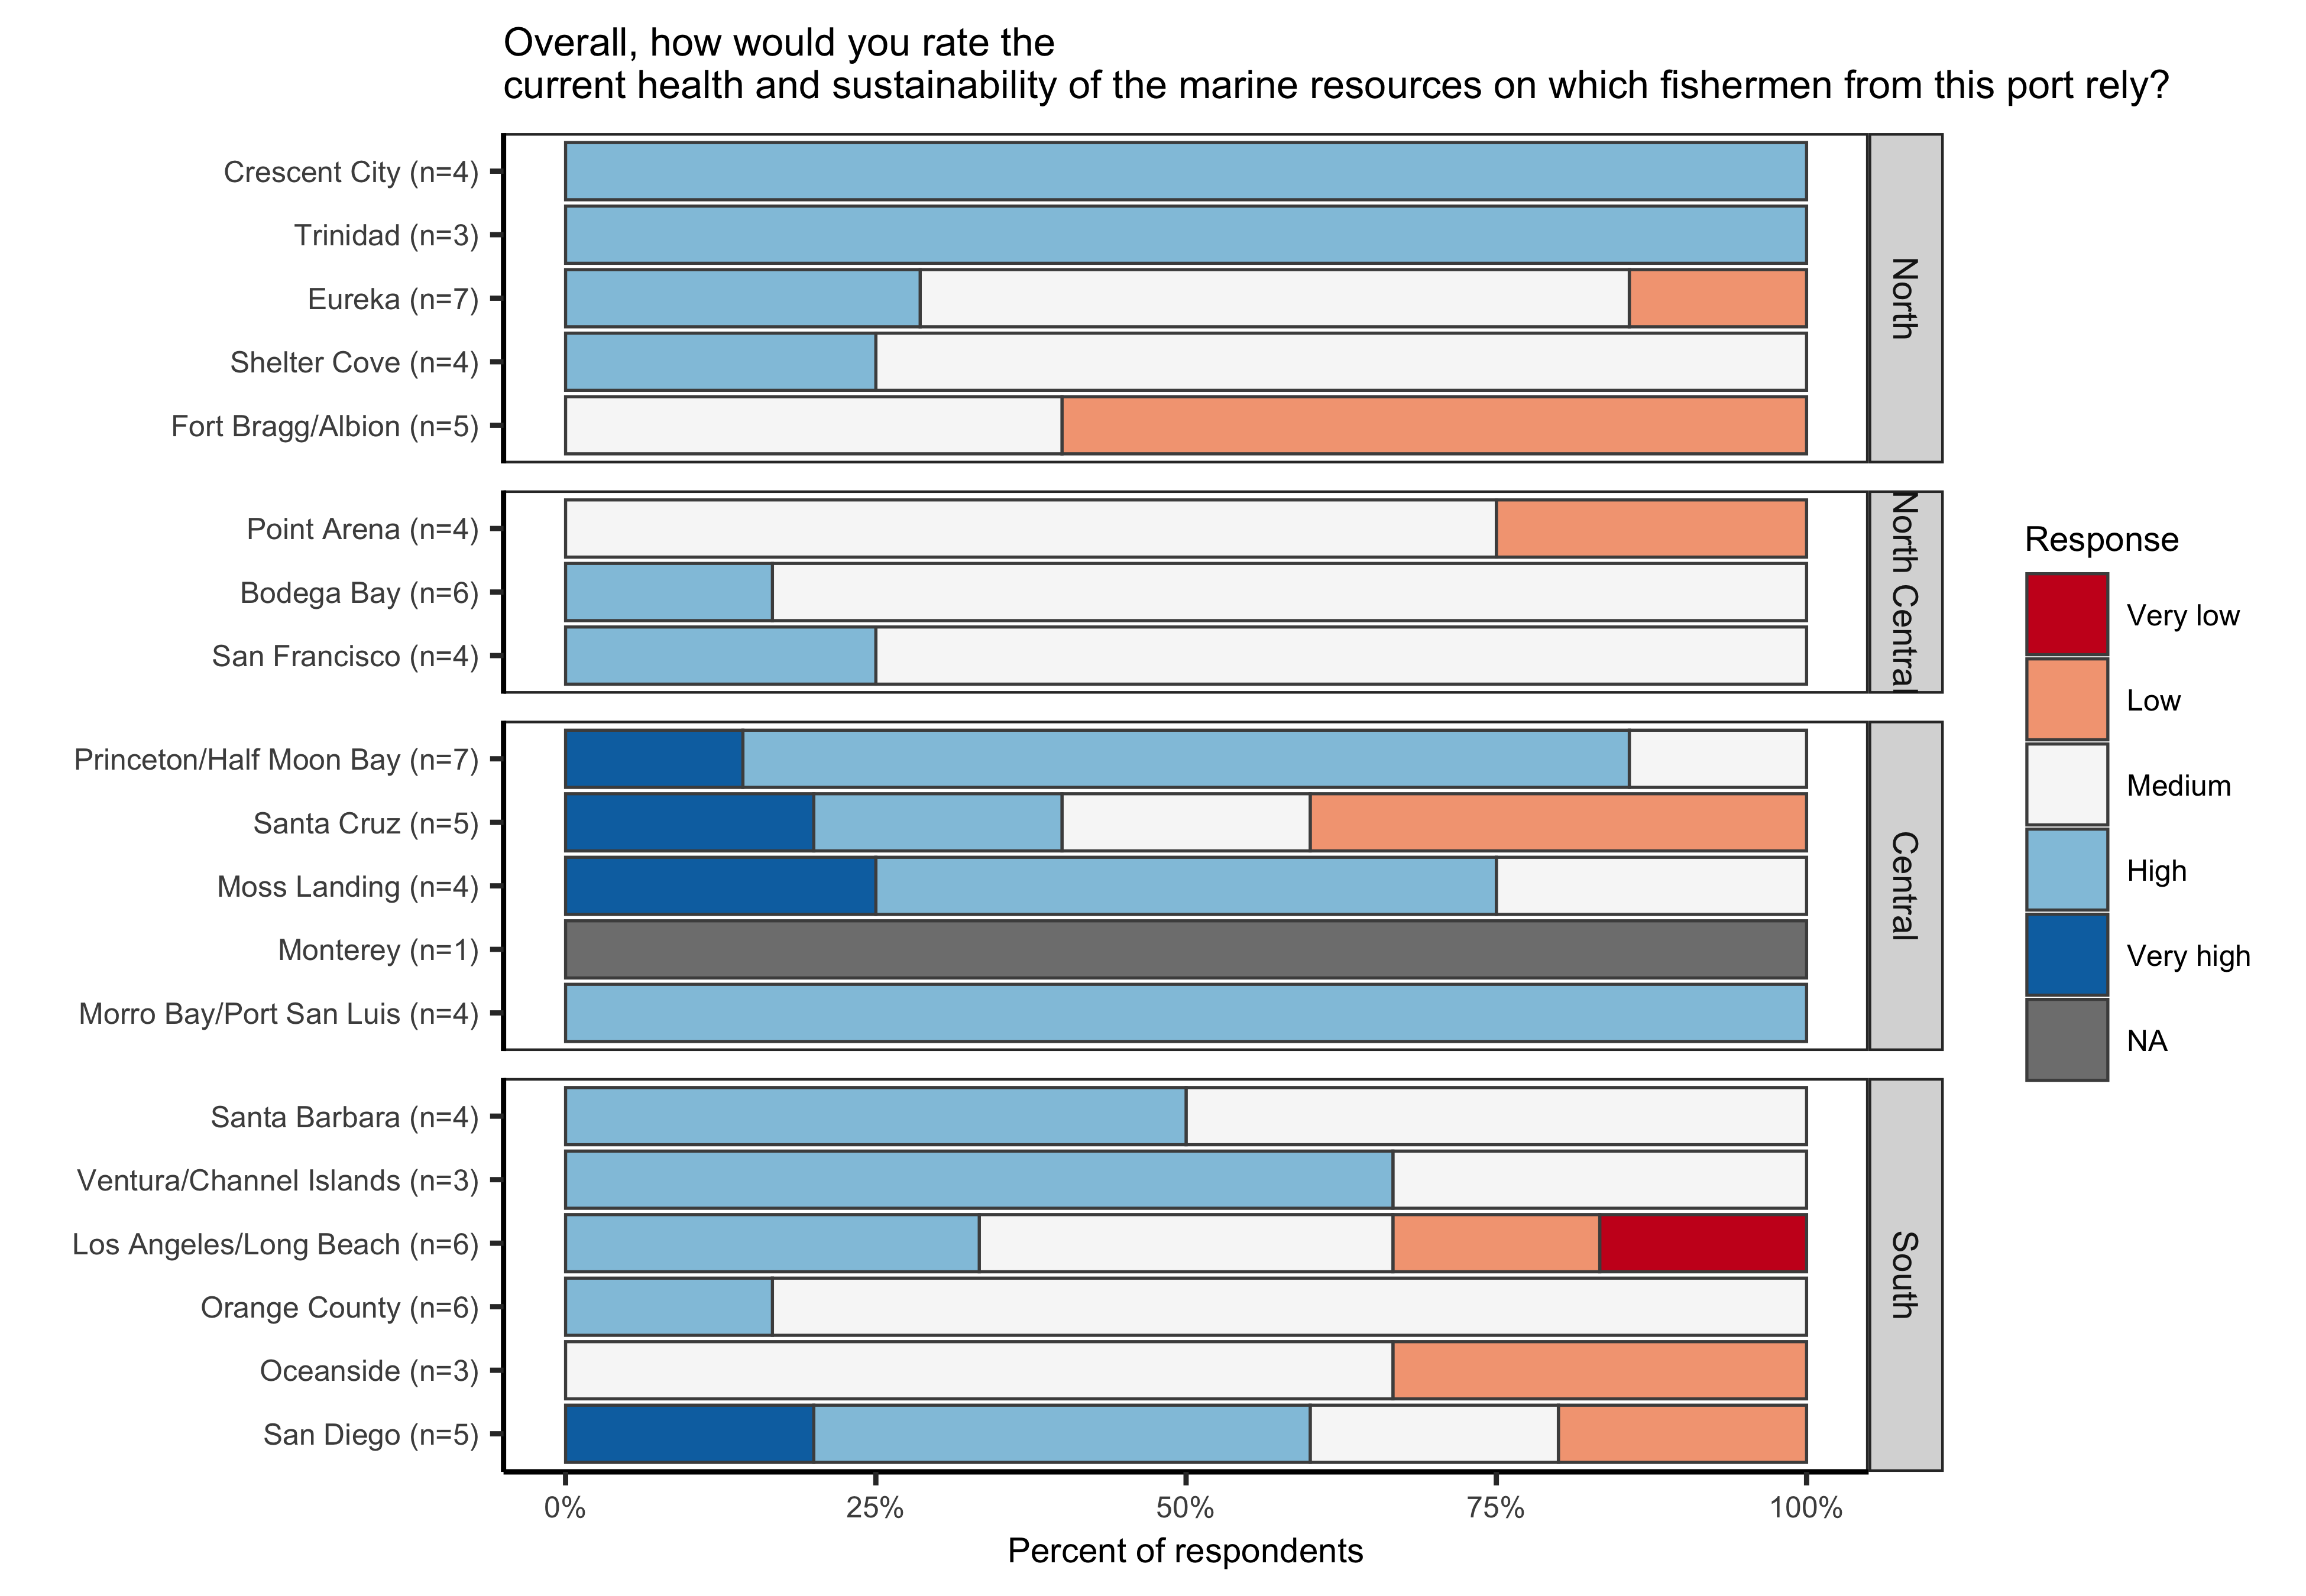 Overall, how would you rate the
current health and sustainability of the marine resources on which fishermen from this port rely?
Crescent City (n=4)
Trinidad (n=3)
Eureka (n=7)
Shelter Cove (n=4)
Fort Bragg/Albion (n=5)
North
Point Arena (n=4)
Bodega Bay (n=6)
San Francisco (n=4)
North Central
Princeton/Half Moon Bay (n=7)
Santa Cruz (n=5)
Moss Landing (n=4)
Monterey (n=1)
Morro Bay/Port San Luis (n=4)
Central
Santa Barbara (n=4)
Ventura/Channel Islands (n=3)
Los Angeles/Long Beach (n=6)
Orange County (n=6)
Oceanside (n=3)
San Diego (n=5)
South
0% 25% 50% 75% 100%
Percent of respondents
Response
Very low
Low
Medium
High
Very high
NA